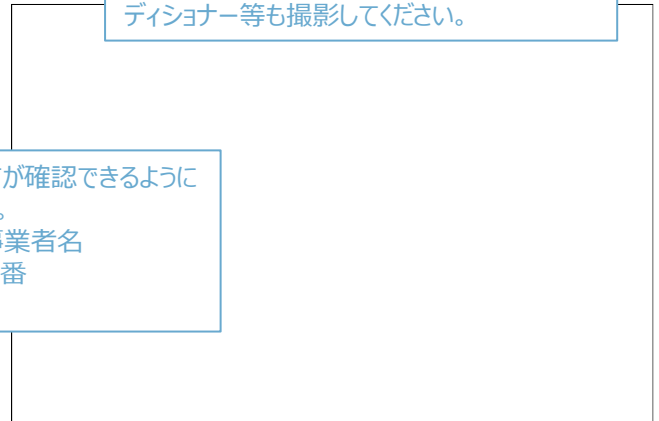 ディショナー等も撮影してください。
が確認できるように
。
業者名
番